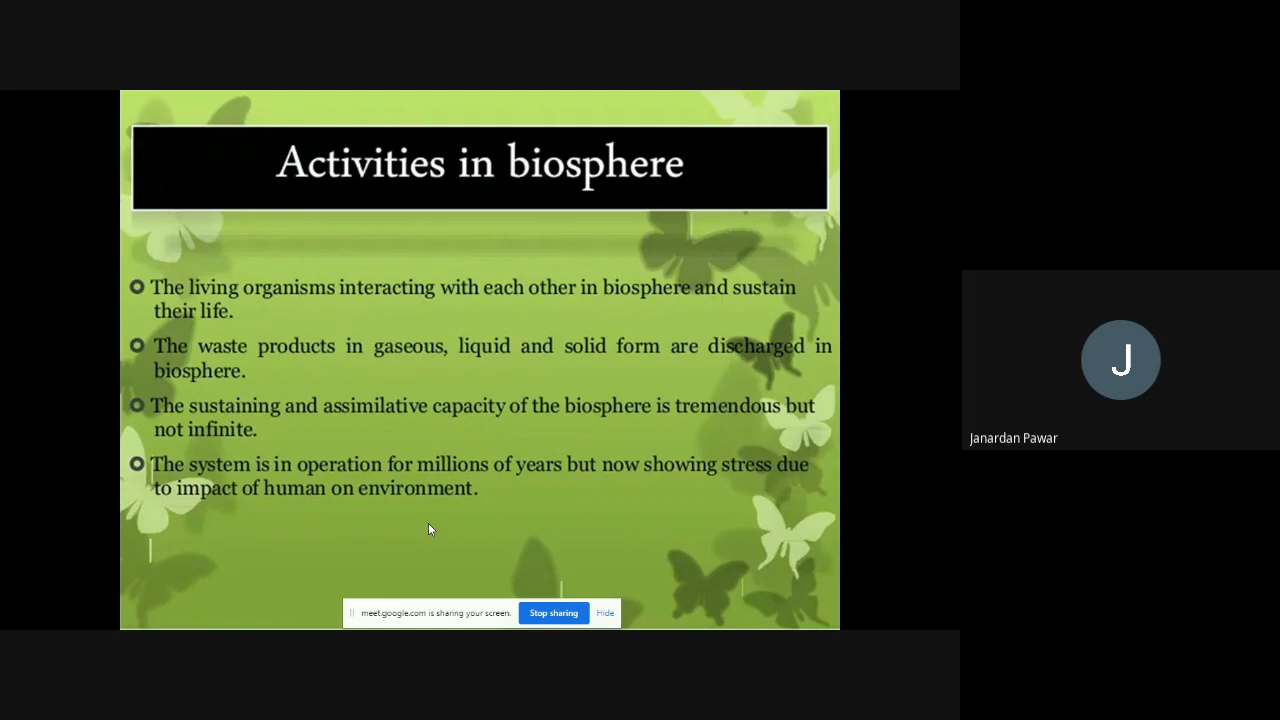 Activities in biosphere
The living organisms interacting with each other in biosphere and sustain
their life.
The waste products in gaseous, liquid and solid form are discharged in
biosphere.
The sustaining and assimilative capacity of the biosphere is tremendous but
not infinite.
The system is in operation for millions of years but now showing stress due
to impact of human on environment.
meet.google.com is sharing your screen.
Stop sharing
Hide
J
Janardan Pawar